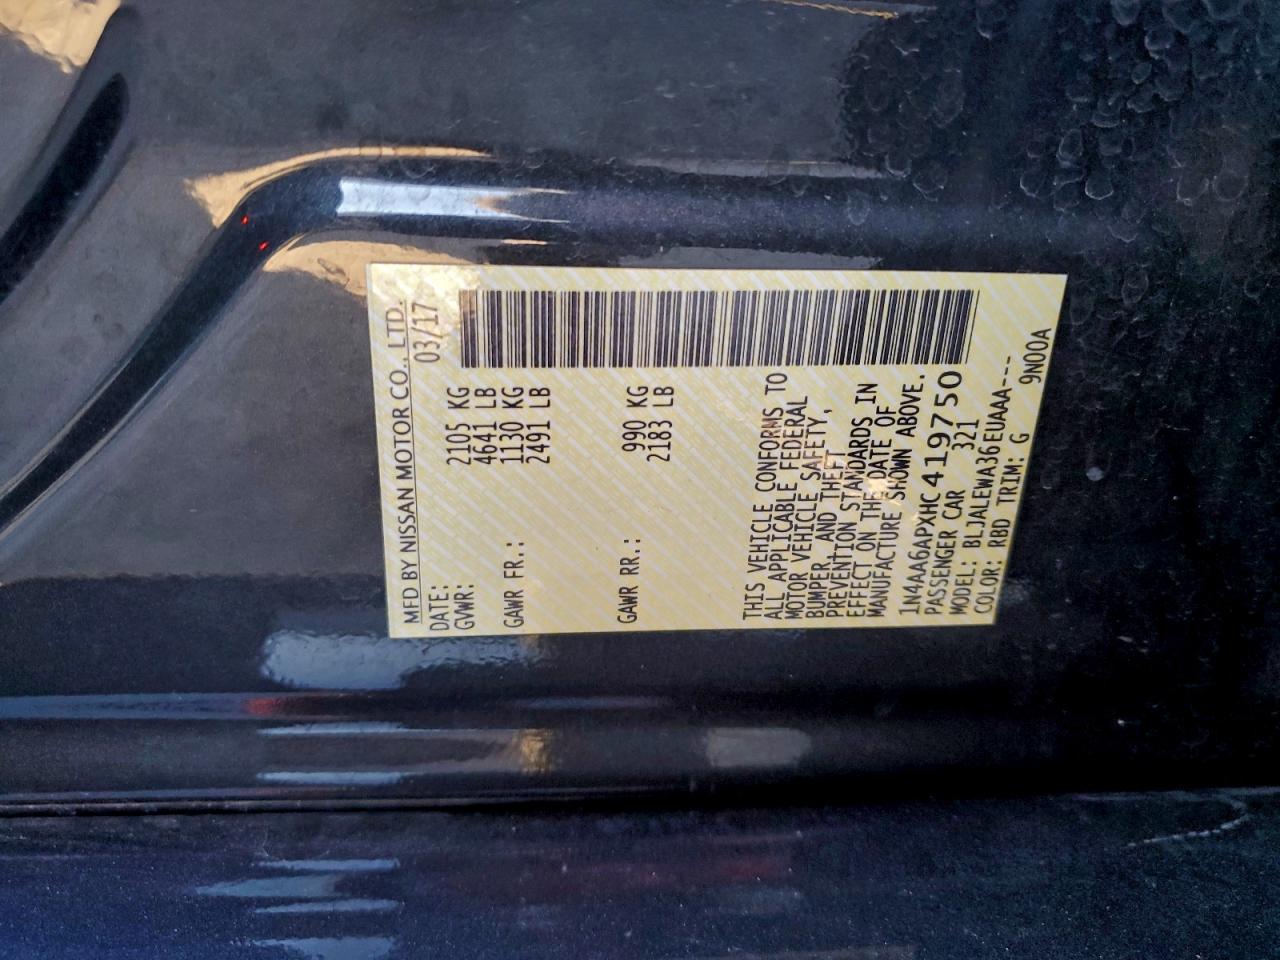 MFD BY NISSAN MOTOR CO., LTD.
DATE: 03/17
GVWR: 2105 KG
4641 LB
GAWR FR.: 1130 KG
2491 LB
GAWR RR.: 990 KG
2183 LB
THIS VEHICLE CONFORMS TO
ALL APPLICABLE FEDERAL
MOTOR VEHICLE SAFETY,
BUMPER, AND THEFT
PREVENTION STANDARDS IN
EFFECT ON THE DATE OF
MANUFACTURE SHOWN ABOVE.
1N4AA6APXHC419750
PASSENGER CAR 321
MODEL: BLJALEWA36EUAAA---
COLOR: RBD TRIM: G 9N00A